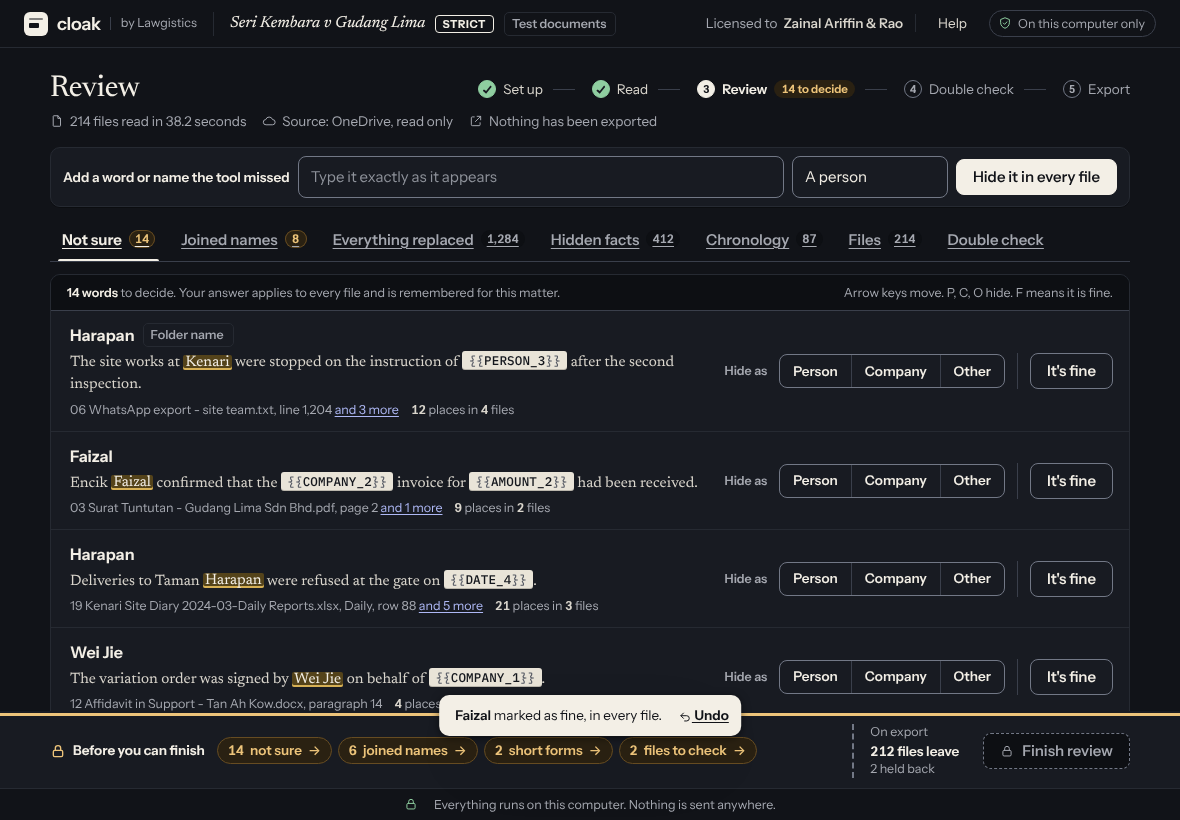 cloak by Lawgistics Seri Kembara v Gudang Lima STRICT Test documents Licensed to Zainal Ariffin & Rao Help On this computer only
Review
Set up Read 3 Review 14 to decide 4 Double check 5 Export
214 files read in 38.2 seconds Source: OneDrive, read only Nothing has been exported
Add a word or name the tool missed Type it exactly as it appears A person Hide it in every file
Not sure 14 Joined names 8 Everything replaced 1,284 Hidden facts 412 Chronology 87 Files 214 Double check
14 words to decide. Your answer applies to every file and is remembered for this matter. Arrow keys move. P, C, O hide. F means it is fine.
Harapan Folder name
The site works at Kenari were stopped on the instruction of {{PERSON_3}} after the second
inspection.
Hide as Person Company Other It's fine
06 WhatsApp export - site team.txt, line 1,204 and 3 more 12 places in 4 files
Faizal
Encik Faizal confirmed that the {{COMPANY_2}} invoice for {{AMOUNT_2}} had been received.
Hide as Person Company Other It's fine
03 Surat Tuntutan - Gudang Lima Sdn Bhd.pdf, page 2 and 1 more 9 places in 2 files
Harapan
Deliveries to Taman Harapan were refused at the gate on {{DATE_4}}.
Hide as Person Company Other It's fine
19 Kenari Site Diary 2024-03-Daily Reports.xlsx, Daily, row 88 and 5 more 21 places in 3 files
Wei Jie
The variation order was signed by Wei Jie on behalf of {{COMPANY_1}}.
Hide as Person Company Other It's fine
12 Affidavit in Support - Tan Ah Kow.docx, paragraph 14 4 places
Faizal marked as fine, in every file. Undo
Before you can finish 14 not sure → 6 joined names → 2 short forms → 2 files to check →
On export
212 files leave
2 held back
Finish review
Everything runs on this computer. Nothing is sent anywhere.